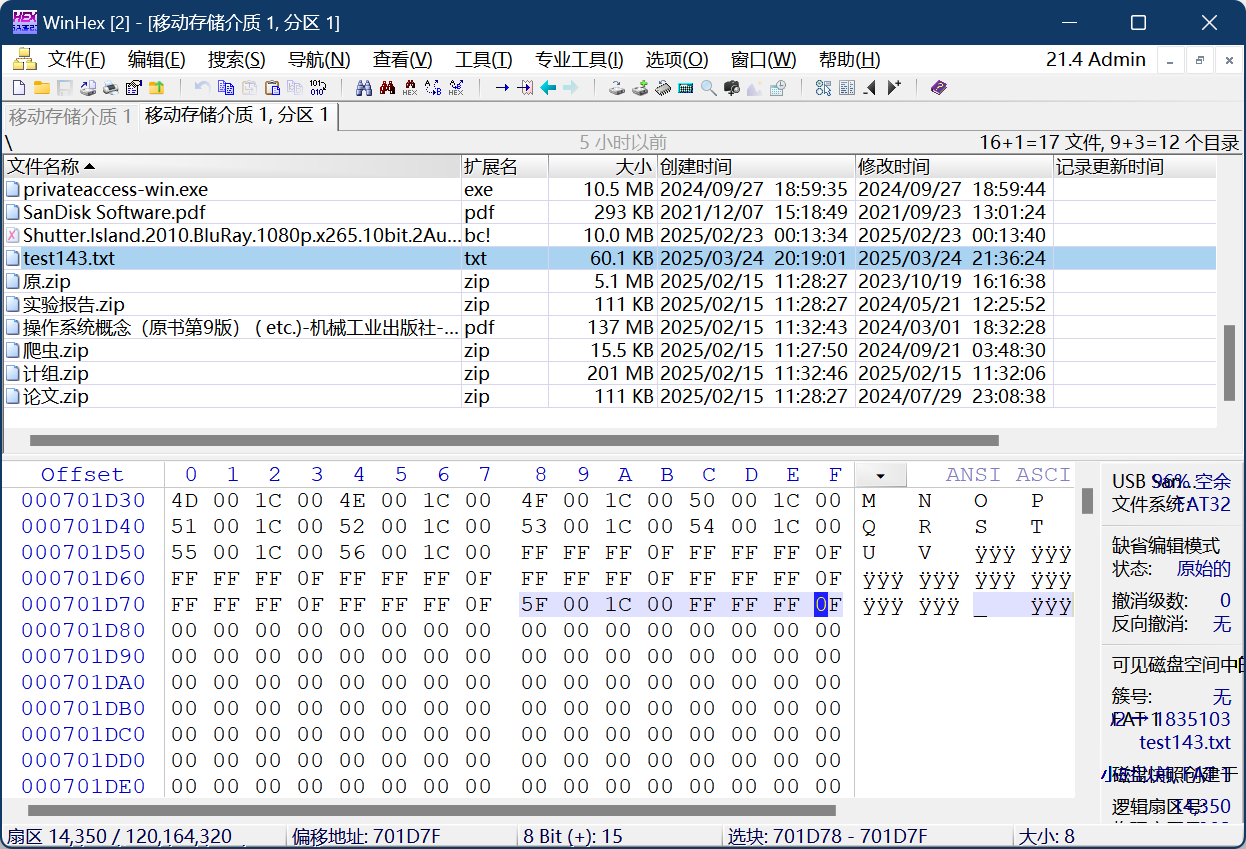 WinHex [2] - [移动存储介质 1, 分区 1]
文件(F) 编辑(E) 搜索(S) 导航(N) 查看(V) 工具(T) 专业工具(I) 选项(O) 窗口(W) 帮助(H) 21.4 Admin
移动存储介质 1 移动存储介质 1, 分区 1
\ 5 小时以前 16+1=17 文件, 9+3=12 个目录
文件名称 扩展名 大小 创建时间 修改时间 记录更新时间
privateaccess-win.exe exe 10.5 MB 2024/09/27 18:59:35 2024/09/27 18:59:44
SanDisk Software.pdf pdf 293 KB 2021/12/07 15:18:49 2021/09/23 13:01:24
Shutter.Island.2010.BluRay.1080p.x265.10bit.2Au... bc! 10.0 MB 2025/02/23 00:13:34 2025/02/23 00:13:40
test143.txt txt 60.1 KB 2025/03/24 20:19:01 2025/03/24 21:36:24
原.zip zip 5.1 MB 2025/02/15 11:28:27 2023/10/19 16:16:38
实验报告.zip zip 111 KB 2025/02/15 11:28:27 2024/05/21 12:25:52
操作系统概念（原书第9版）（ etc.)-机械工业出版社-... pdf 137 MB 2025/02/15 11:32:43 2024/03/01 18:32:28
爬虫.zip zip 15.5 KB 2025/02/15 11:27:50 2024/09/21 03:48:30
计组.zip zip 201 MB 2025/02/15 11:32:46 2025/02/15 11:32:06
论文.zip zip 111 KB 2025/02/15 11:28:27 2024/07/29 23:08:38
Offset 0 1 2 3 4 5 6 7 8 9 A B C D E F ANSI ASCI
000701D30 4D 00 1C 00 4E 00 1C 00 4F 00 1C 00 50 00 1C 00 M N O P
000701D40 51 00 1C 00 52 00 1C 00 53 00 1C 00 54 00 1C 00 Q R S T
000701D50 55 00 1C 00 56 00 1C 00 FF FF FF 0F FF FF FF 0F U V ÿÿÿ ÿÿÿ
000701D60 FF FF FF 0F FF FF FF 0F FF FF FF 0F FF FF FF 0F ÿÿÿ ÿÿÿ ÿÿÿ ÿÿÿ
000701D70 FF FF FF 0F FF FF FF 0F 5F 00 1C 00 FF FF FF 0F ÿÿÿ ÿÿÿ _ ÿÿÿ
000701D80 00 00 00 00 00 00 00 00 00 00 00 00 00 00 00 00
000701D90 00 00 00 00 00 00 00 00 00 00 00 00 00 00 00 00
000701DA0 00 00 00 00 00 00 00 00 00 00 00 00 00 00 00 00
000701DB0 00 00 00 00 00 00 00 00 00 00 00 00 00 00 00 00
000701DC0 00 00 00 00 00 00 00 00 00 00 00 00 00 00 00 00
000701DD0 00 00 00 00 00 00 00 00 00 00 00 00 00 00 00 00
000701DE0 00 00 00 00 00 00 00 00 00 00 00 00 00 00 00 00
USB San... 96% 空余
文件系统: FAT32
缺省编辑模式
状态: 原始的
撤消级数: 0
反向撤消: 无
可见磁盘空间中的
簇号: 无
FAT 1 1835103
test143.txt
逻辑扇区号 14,350
扇区 14,350 / 120,164,320 偏移地址: 701D7F 8 Bit (+): 15 选块: 701D78 - 701D7F 大小: 8